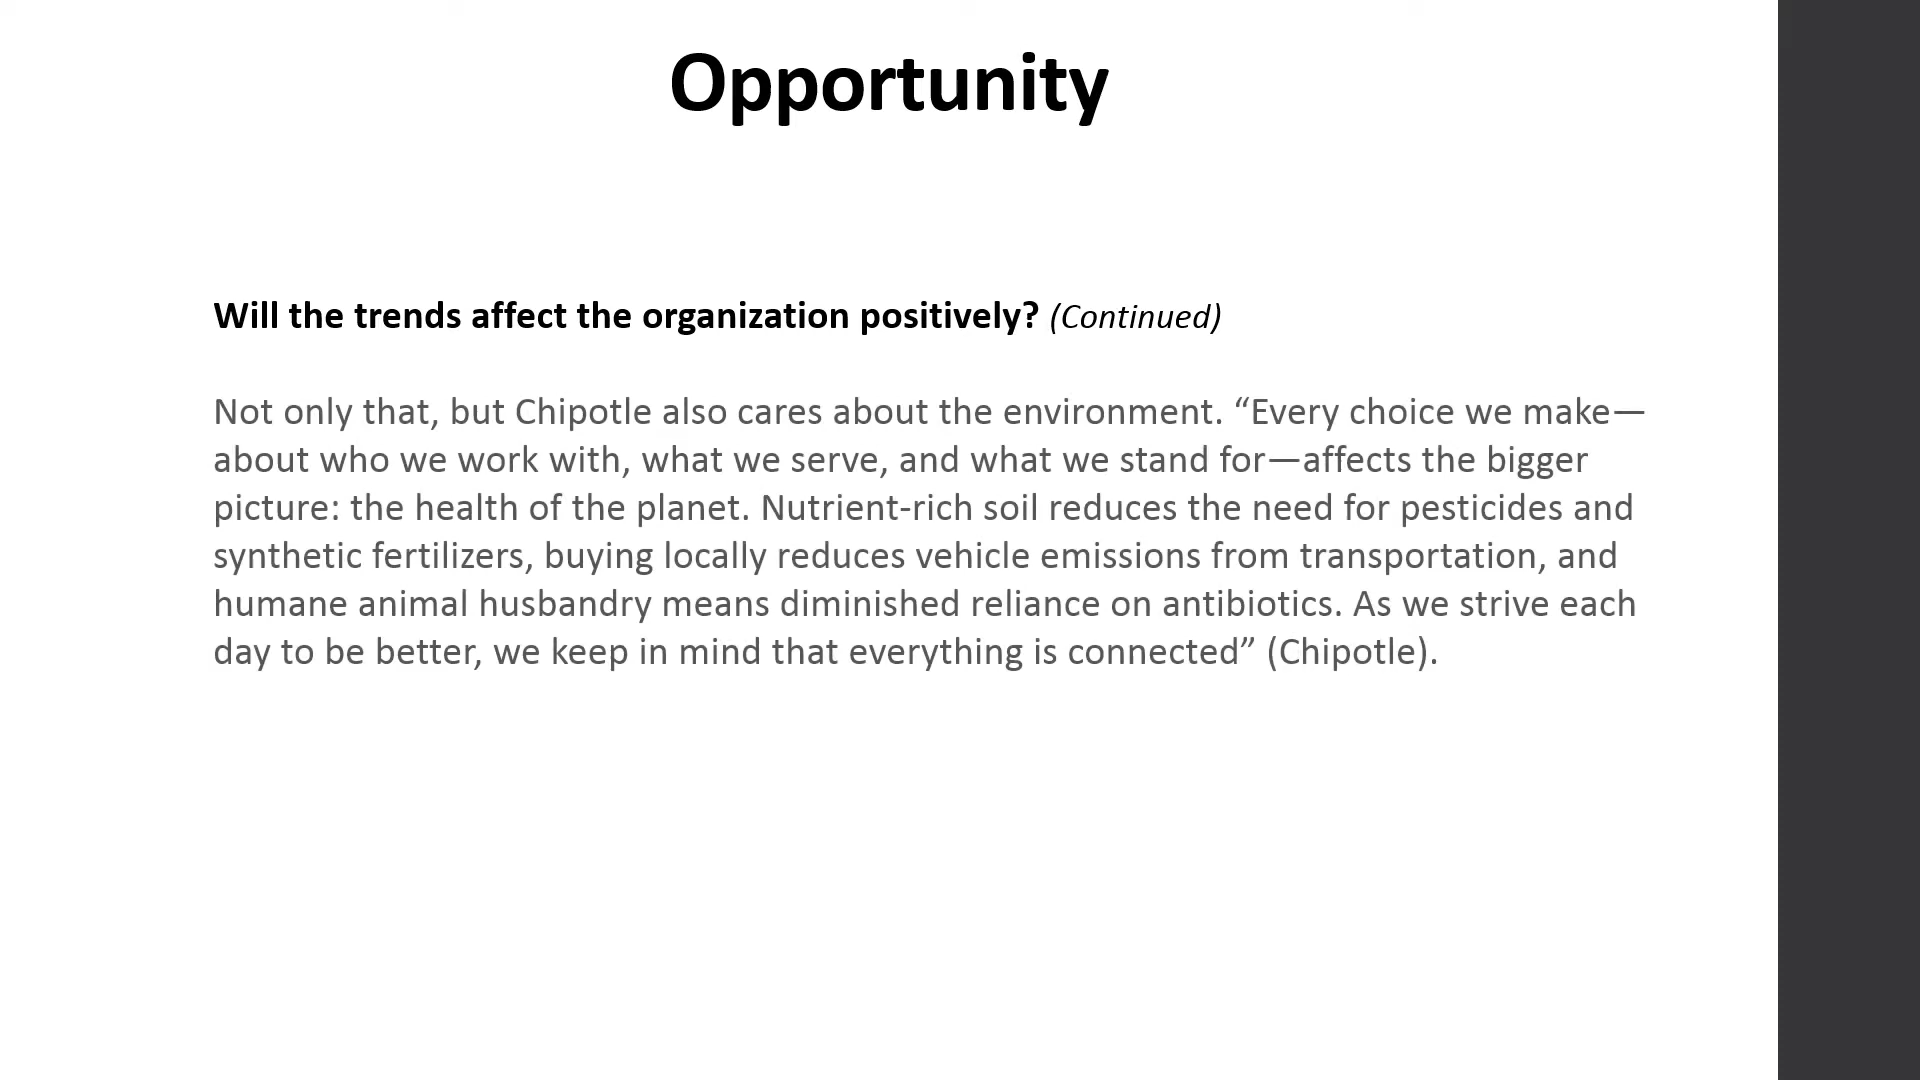 Opportunity
Will the trends affect the organization positively? (Continued)
Not only that, but Chipotle also cares about the environment. “Every choice we make—
about who we work with, what we serve, and what we stand for—affects the bigger
picture: the health of the planet. Nutrient-rich soil reduces the need for pesticides and
synthetic fertilizers, buying locally reduces vehicle emissions from transportation, and
humane animal husbandry means diminished reliance on antibiotics. As we strive each
day to be better, we keep in mind that everything is connected” (Chipotle).